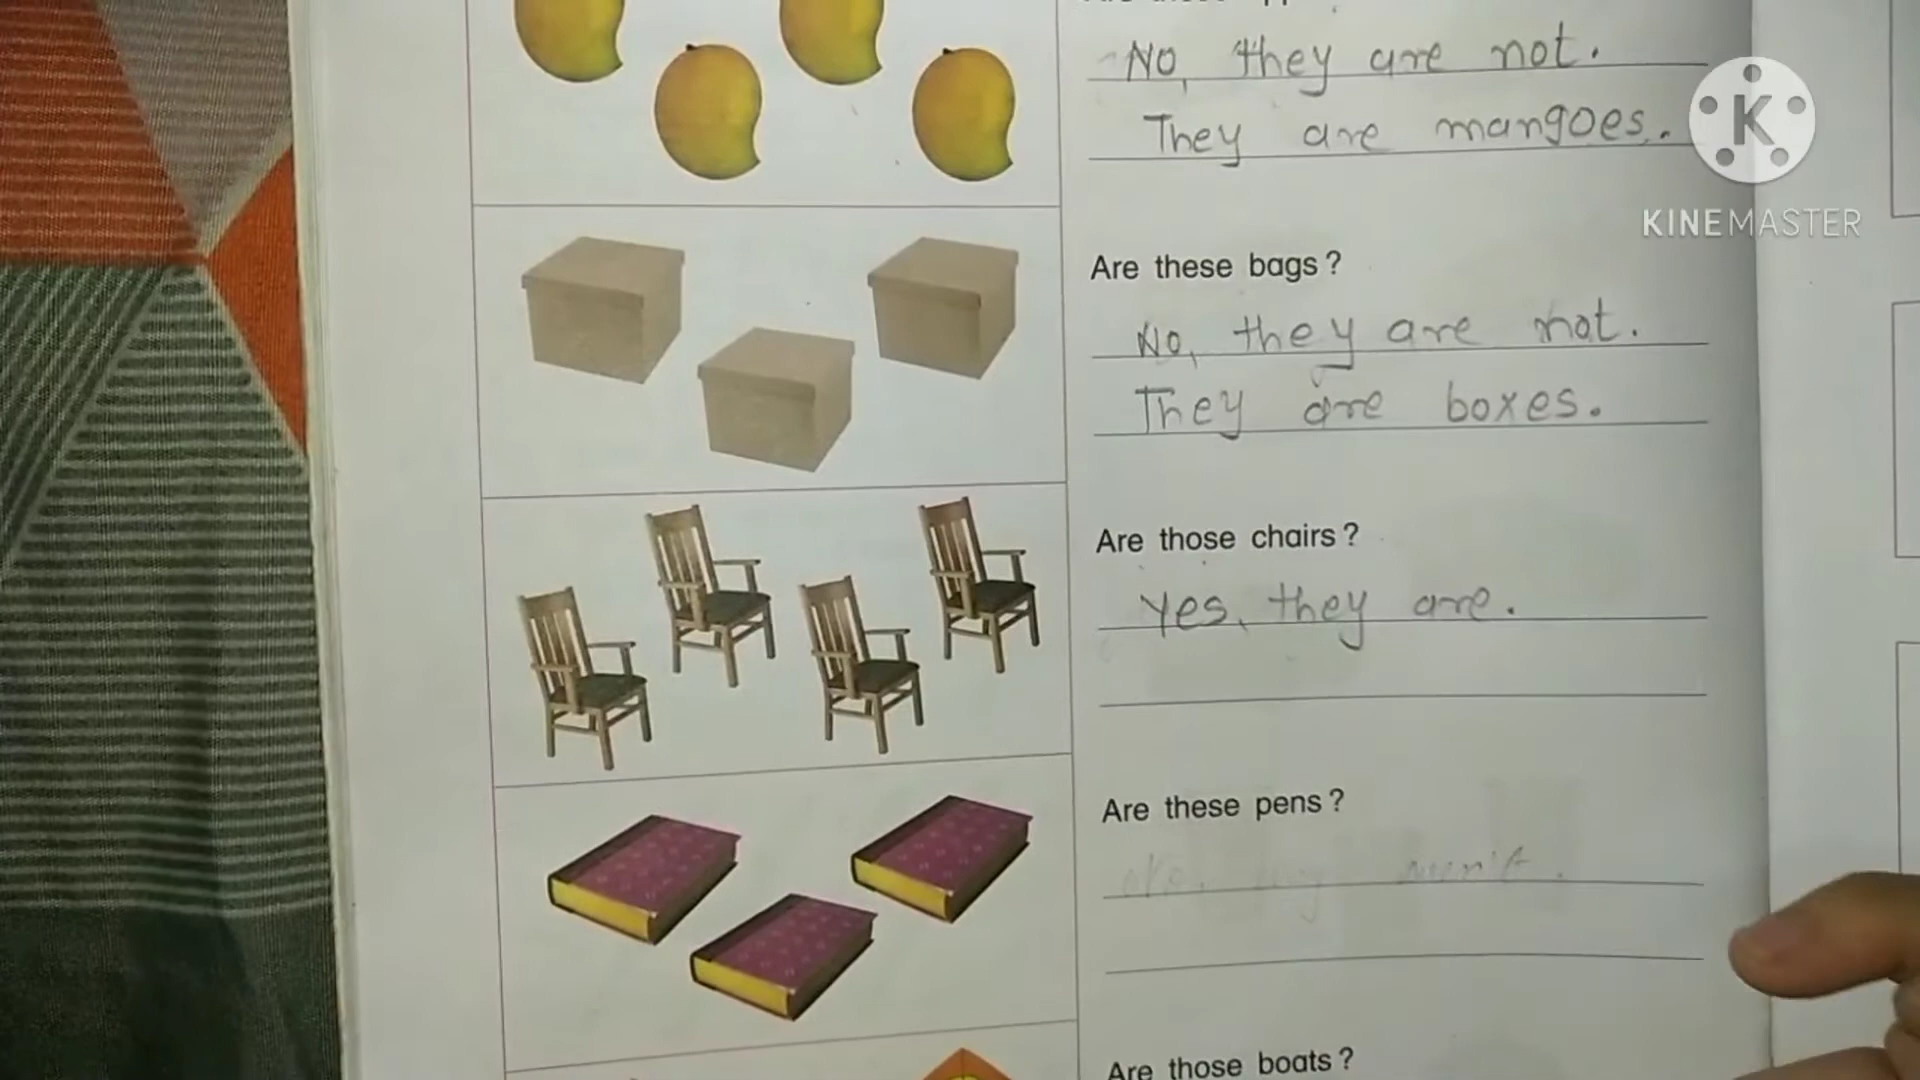 No, they are not.
They are mangoes.
K
KINEMASTER
Are these bags?
No, they are not.
They are boxes.
Are those chairs?
Yes, they are.
Are these pens?
Are those boats?